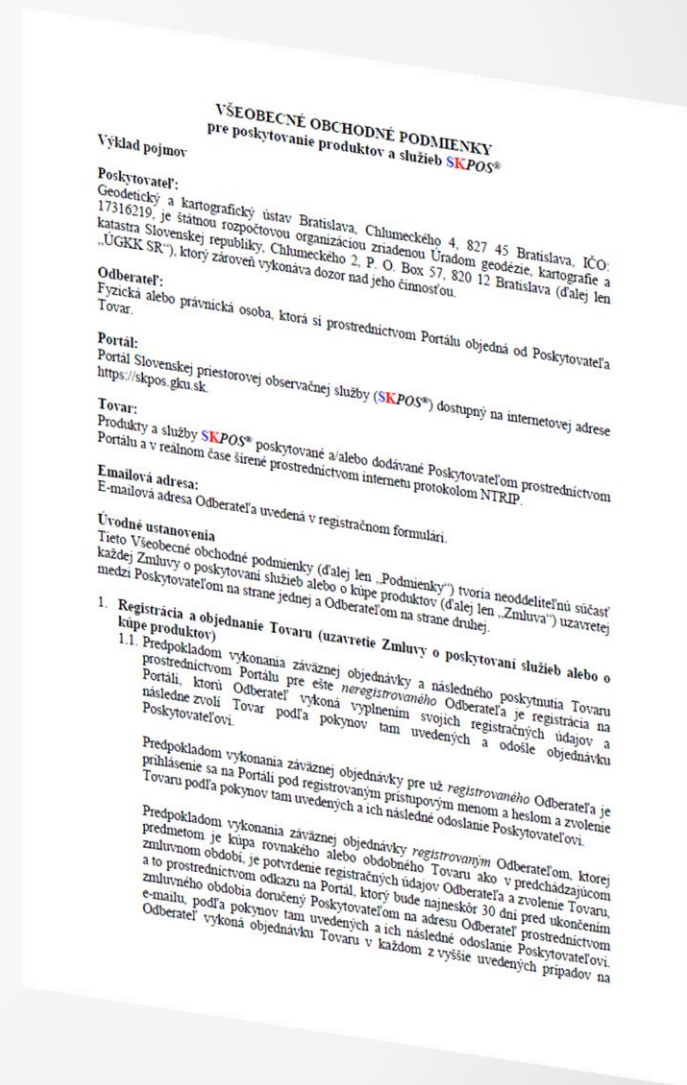 VŠEOBECNÉ OBCHODNÉ PODMIENKY
pre poskytovanie produktov a služieb SKPOS®
Výklad pojmov
Poskytovateľ:
Geodetický a kartografický ústav Bratislava, Chlumeckého 4, 827 45 Bratislava, IČO:
17316219, je štátnou rozpočtovou organizáciou zriadenou Úradom geodézie, kartografie a
katastra Slovenskej republiky, Chlumeckého 2, P. O. Box 57, 820 12 Bratislava (ďalej len
„ÚGKK SR“), ktorý zároveň vykonáva dozor nad jeho činnosťou.
Odberateľ:
Fyzická alebo právnická osoba, ktorá si prostredníctvom Portálu objedná od Poskytovateľa
Tovar.
Portál:
Portál Slovenskej priestorovej observačnej služby (SKPOS®) dostupný na internetovej adrese
https://skpos.gku.sk.
Tovar:
Produkty a služby SKPOS® poskytované a/alebo dodávané Poskytovateľom prostredníctvom
Portálu a v reálnom čase šírené prostredníctvom internetu protokolom NTRIP.
Emailová adresa:
E-mailová adresa Odberateľa uvedená v registračnom formulári.
Úvodné ustanovenia
Tieto Všeobecné obchodné podmienky (ďalej len „Podmienky“) tvoria neoddeliteľnú súčasť
každej Zmluvy o poskytovaní služieb alebo o kúpe produktov (ďalej len „Zmluva“) uzavretej
medzi Poskytovateľom na strane jednej a Odberateľom na strane druhej.
1. Registrácia a objednanie Tovaru (uzavretie Zmluvy o poskytovaní služieb alebo o
kúpe produktov)
1.1. Predpokladom vykonania záväznej objednávky a následného poskytnutia Tovaru
prostredníctvom Portálu pre ešte neregistrovaného Odberateľa je registrácia na
Portáli, ktorú Odberateľ vykoná vyplnením svojich registračných údajov a
následne zvolí Tovar podľa pokynov tam uvedených a odošle objednávku
Poskytovateľovi.
Predpokladom vykonania záväznej objednávky pre už registrovaného Odberateľa je
prihlásenie sa na Portáli pod registrovaným prístupovým menom a heslom a zvolenie
Tovaru podľa pokynov tam uvedených a ich následné odoslanie Poskytovateľovi.
Predpokladom vykonania záväznej objednávky registrovaným Odberateľom, ktorej
predmetom je kúpa rovnakého alebo obdobného Tovaru ako v predchádzajúcom
zmluvnom období, je potvrdenie registračných údajov Odberateľa a zvolenie Tovaru,
a to prostredníctvom odkazu na Portál, ktorý bude najneskôr 30 dní pred ukončením
zmluvného obdobia doručený Poskytovateľom na adresu Odberateľ prostredníctvom
e-mailu, podľa pokynov tam uvedených a ich následné odoslanie Poskytovateľovi.
Odberateľ vykoná objednávku Tovaru v každom z vyššie uvedených prípadov na